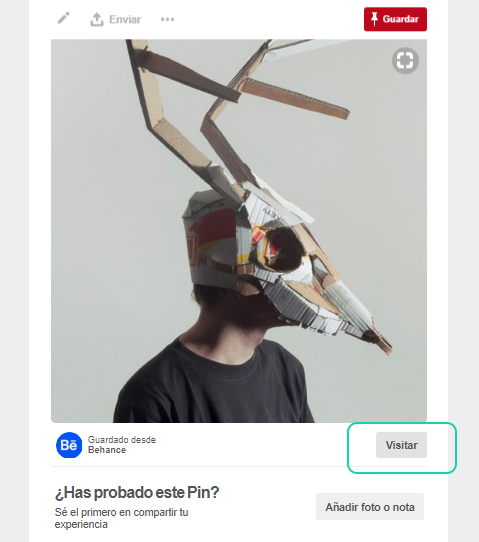 Enviar
Guardar
Bē
Guardado desde
Behance
Visitar
¿Has probado este Pin?
Sé el primero en compartir tu
experiencia
Añadir foto o nota